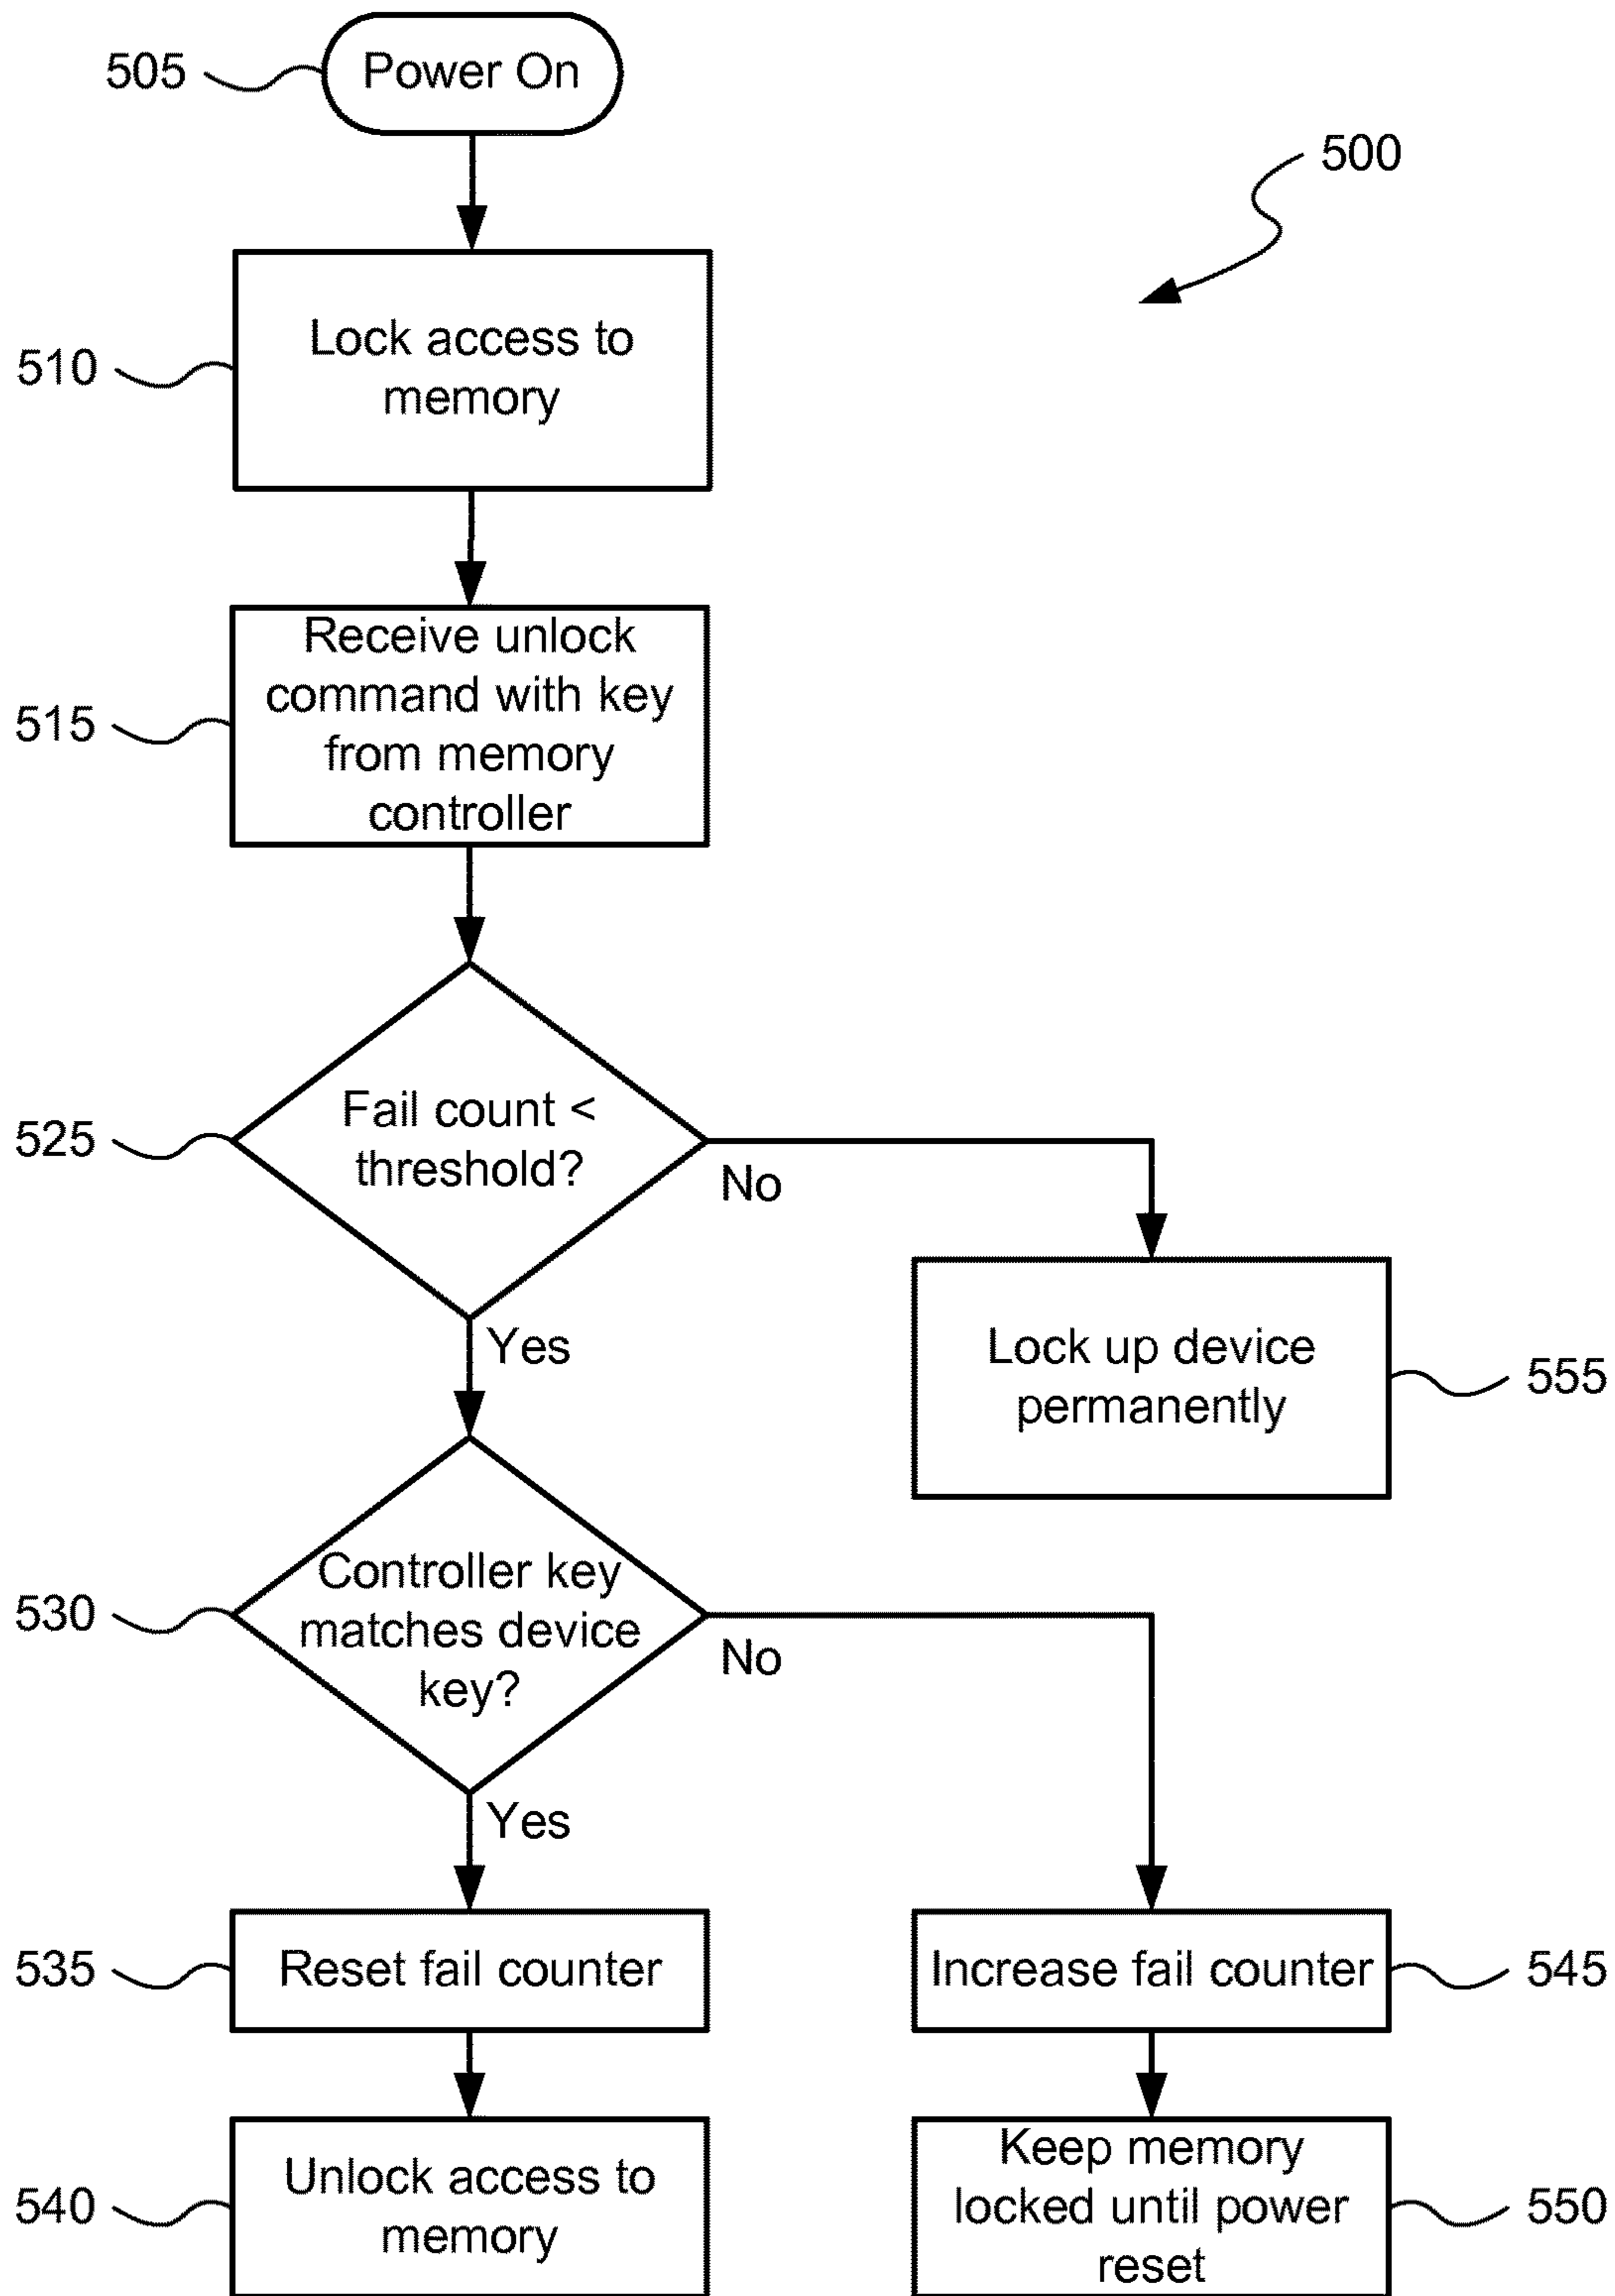 505
Power On
500
510
Lock access to
memory
515
Receive unlock
command with key
from memory
controller
525
Fail count <
threshold?
No
Yes
Lock up device
permanently
555
530
Controller key
matches device
key?
No
Yes
535
Reset fail counter
Increase fail counter
545
540
Unlock access to
memory
Keep memory
locked until power
reset
550